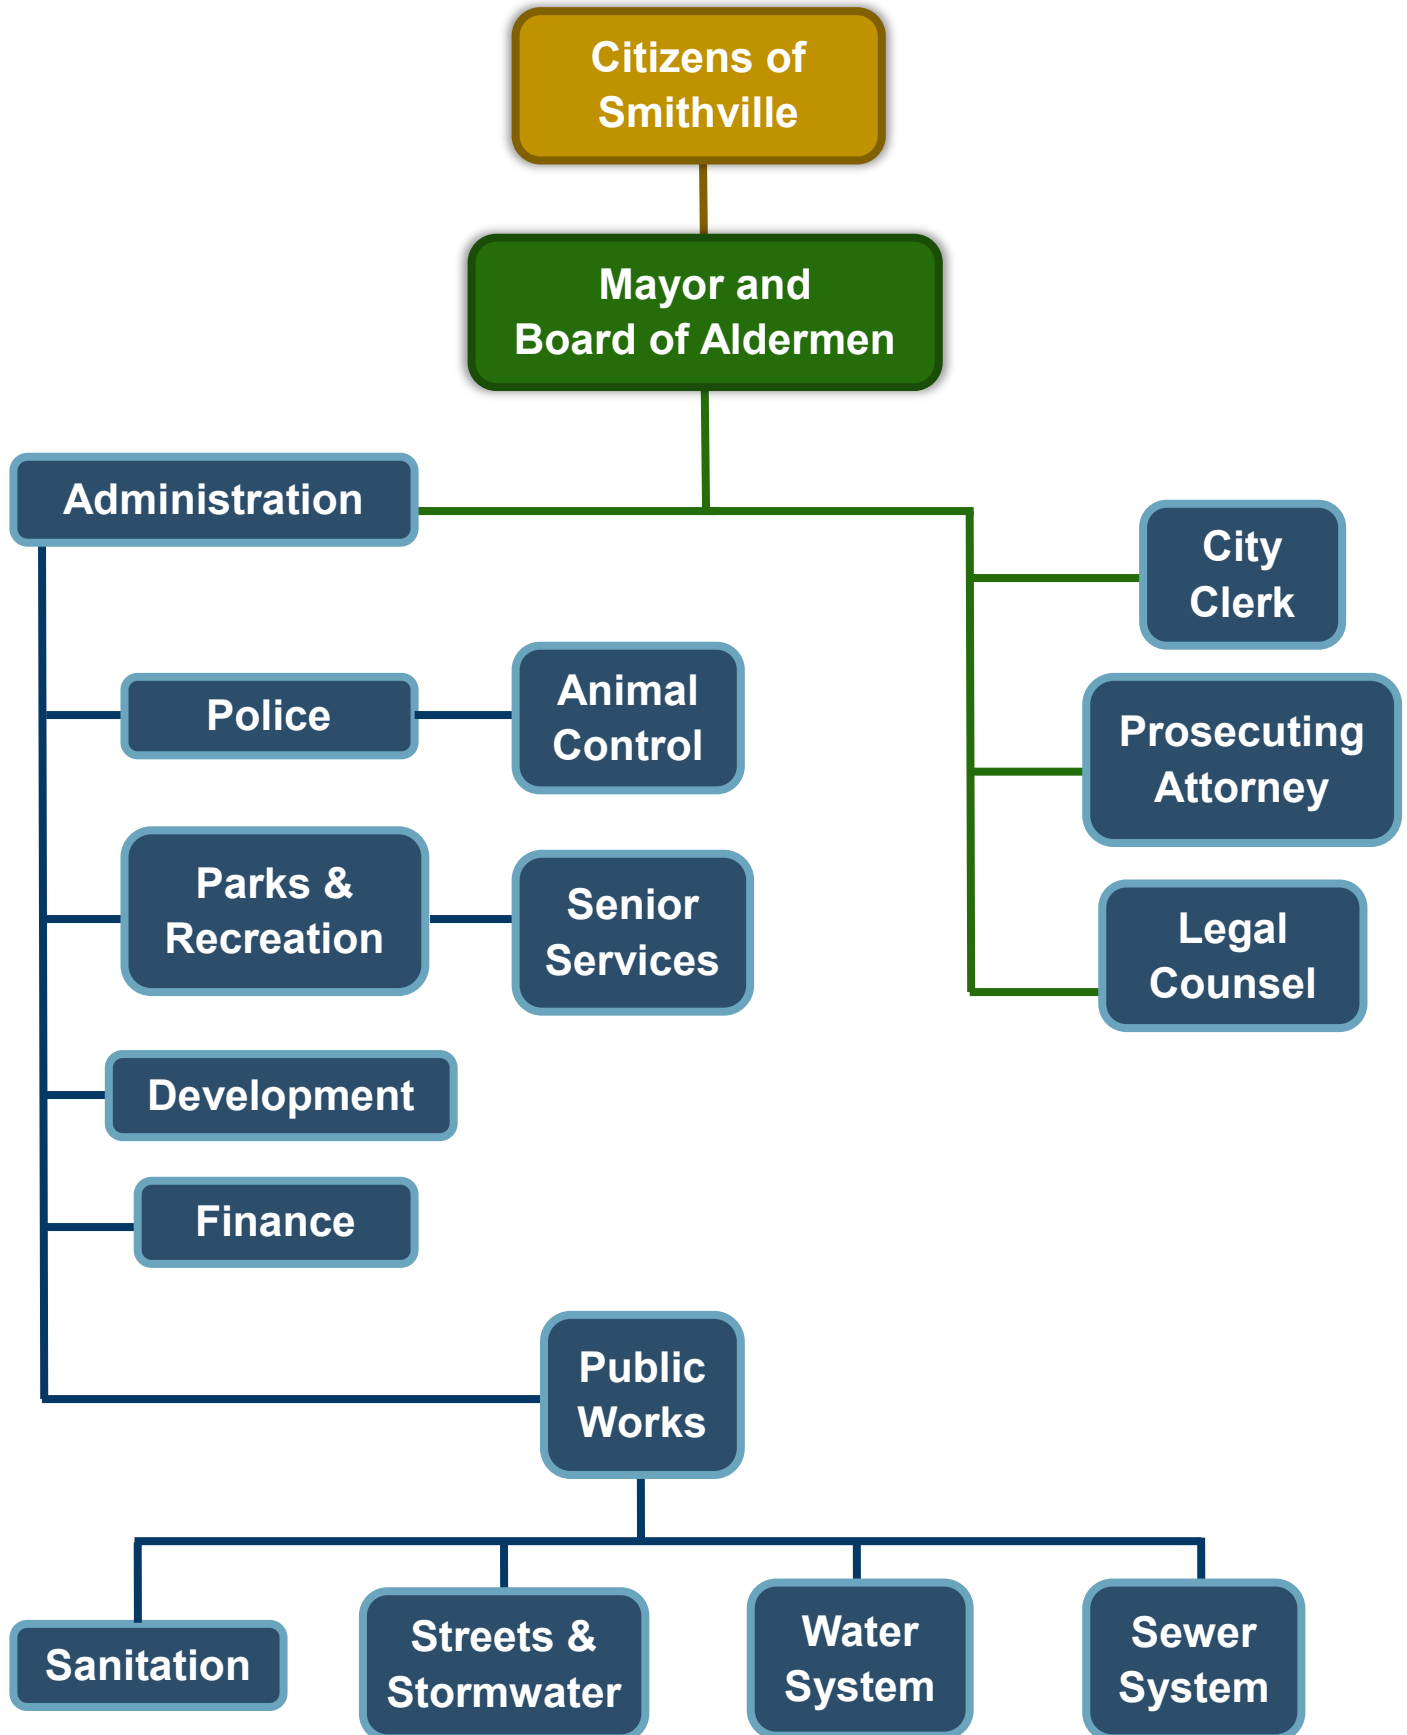 Citizens of
Smithville
Mayor and
Board of Aldermen
Administration
City
Clerk
Police
Animal
Control
Prosecuting
Attorney
Parks &
Recreation
Senior
Services
Legal
Counsel
Development
Finance
Public
Works
Sanitation
Streets &
Stormwater
Water
System
Sewer
System